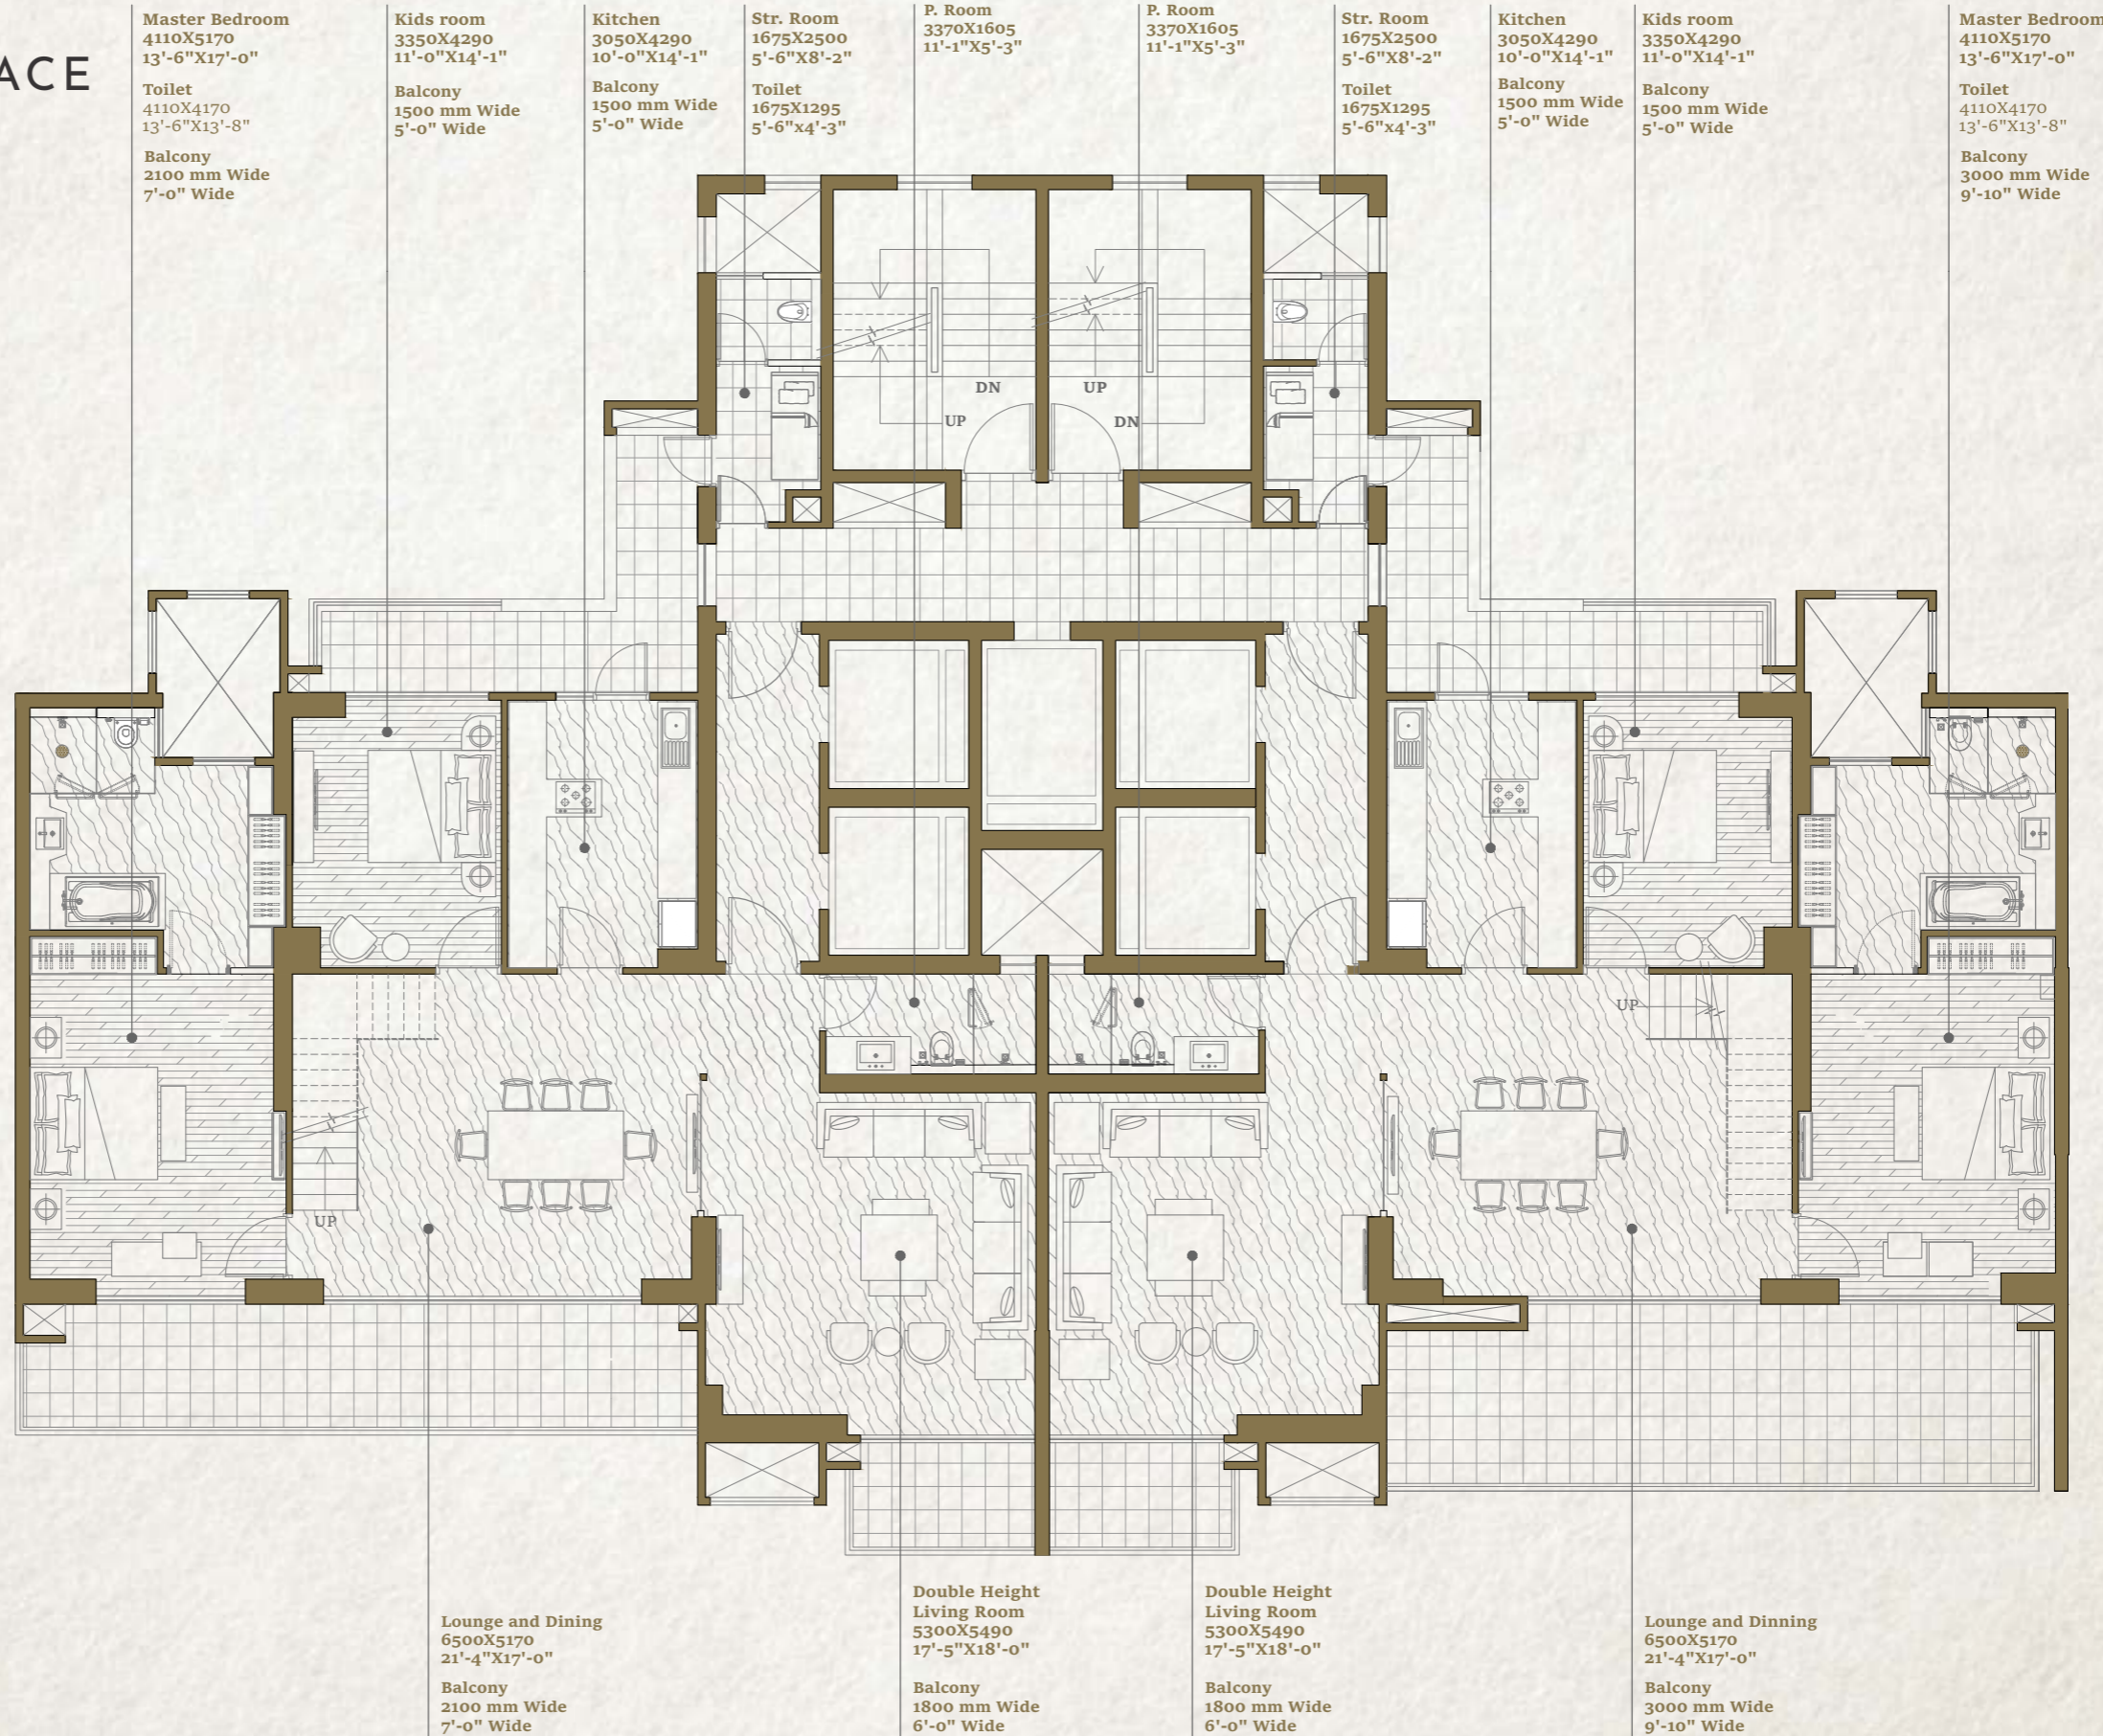 ACE
Master Bedroom
4110X5170
13'-6"X17'-0"
Toilet
4110X4170
13'-6"X13'-8"
Balcony
2100 mm Wide
7'-0" Wide
Kids room
3350X4290
11'-0"X14'-1"
Balcony
1500 mm Wide
5'-0" Wide
Kitchen
3050X4290
10'-0"X14'-1"
Balcony
1500 mm Wide
5'-0" Wide
Str. Room
1675X2500
5'-6"X8'-2"
Toilet
1675X1295
5'-6"x4'-3"
P. Room
3370X1605
11'-1"X5'-3"
P. Room
3370X1605
11'-1"X5'-3"
Str. Room
1675X2500
5'-6"X8'-2"
Toilet
1675X1295
5'-6"x4'-3"
Kitchen
3050X4290
10'-0"X14'-1"
Balcony
1500 mm Wide
5'-0" Wide
Kids room
3350X4290
11'-0"X14'-1"
Balcony
1500 mm Wide
5'-0" Wide
Master Bedroom
4110X5170
13'-6"X17'-0"
Toilet
4110X4170
13'-6"X13'-8"
Balcony
3000 mm Wide
9'-10" Wide
DN
UP
UP
DN
UP
UP
Lounge and Dining
6500X5170
21'-4"X17'-0"
Balcony
2100 mm Wide
7'-0" Wide
Double Height
Living Room
5300X5490
17'-5"X18'-0"
Balcony
1800 mm Wide
6'-0" Wide
Double Height
Living Room
5300X5490
17'-5"X18'-0"
Balcony
1800 mm Wide
6'-0" Wide
Lounge and Dinning
6500X5170
21'-4"X17'-0"
Balcony
3000 mm Wide
9'-10" Wide